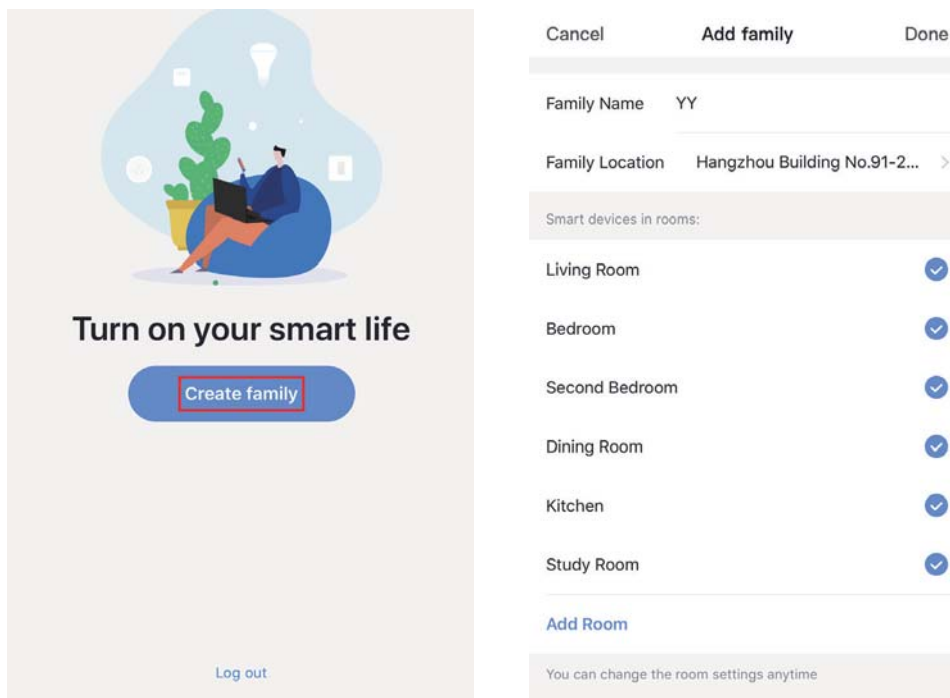 Turn on your smart life
Create family
Log out
Cancel Add family Done
Family Name YY
Family Location Hangzhou Building No.91-2...
Smart devices in rooms:
Living Room
Bedroom
Second Bedroom
Dining Room
Kitchen
Study Room
Add Room
You can change the room settings anytime